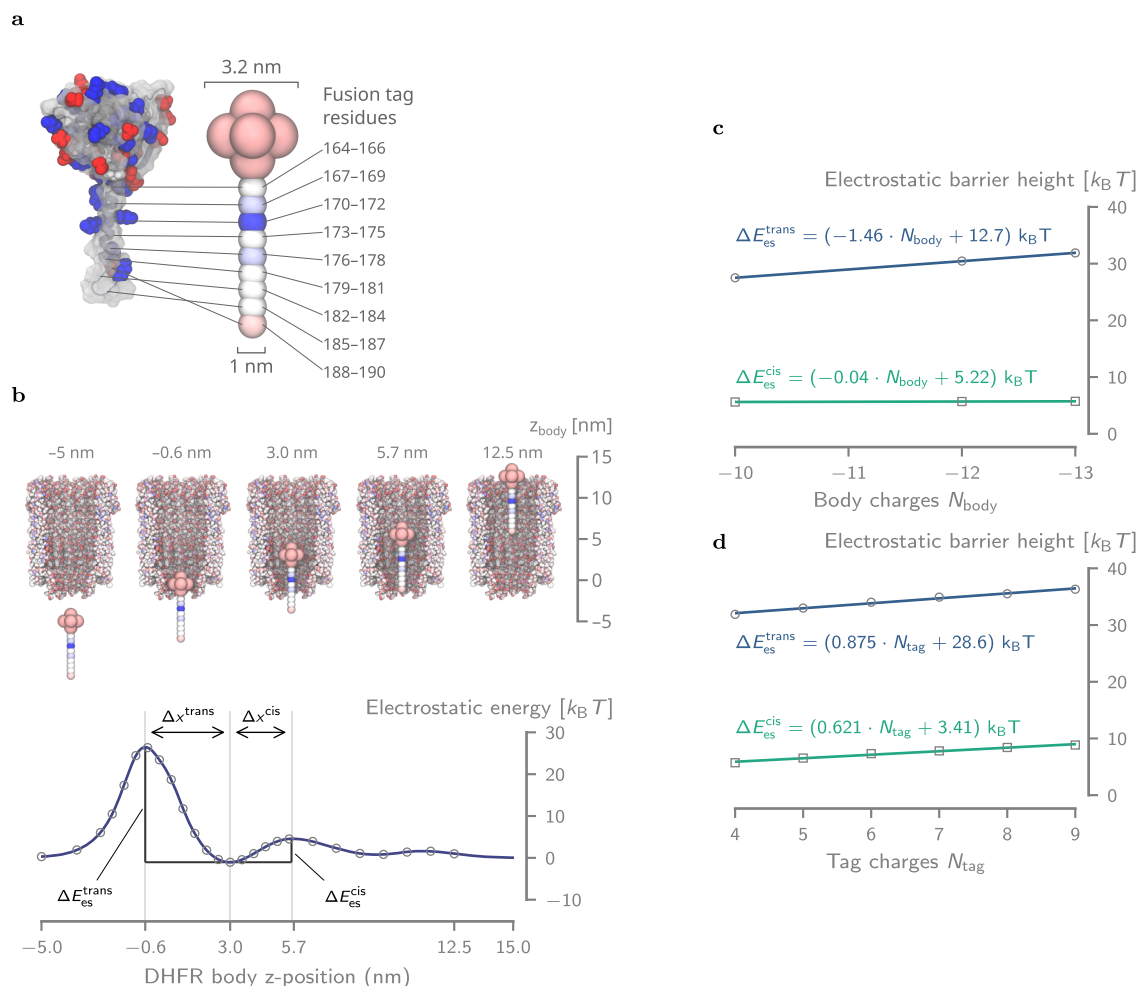 a
3.2 nm
Fusion tag
residues
164–166
167–169
170–172
173–175
176–178
179–181
182–184
185–187
188–190
1 nm
b
z_body [nm]
–5 nm
–0.6 nm
3.0 nm
5.7 nm
12.5 nm
15
10
5
0
−5
Δx^trans
Δx^cis
Electrostatic energy [k_B T]
30
20
10
0
−10
ΔE_es^trans
ΔE_es^cis
−5.0
−0.6
3.0
5.7
12.5
15.0
DHFR body z-position (nm)
c
Electrostatic barrier height [k_B T]
ΔE_es^trans = (−1.46 · N_body + 12.7) k_BT
ΔE_es^cis = (−0.04 · N_body + 5.22) k_BT
40
30
20
10
0
−10
−11
−12
−13
Body charges N_body
d
Electrostatic barrier height [k_B T]
ΔE_es^trans = (0.875 · N_tag + 28.6) k_BT
ΔE_es^cis = (0.621 · N_tag + 3.41) k_BT
40
30
20
10
0
4
5
6
7
8
9
Tag charges N_tag